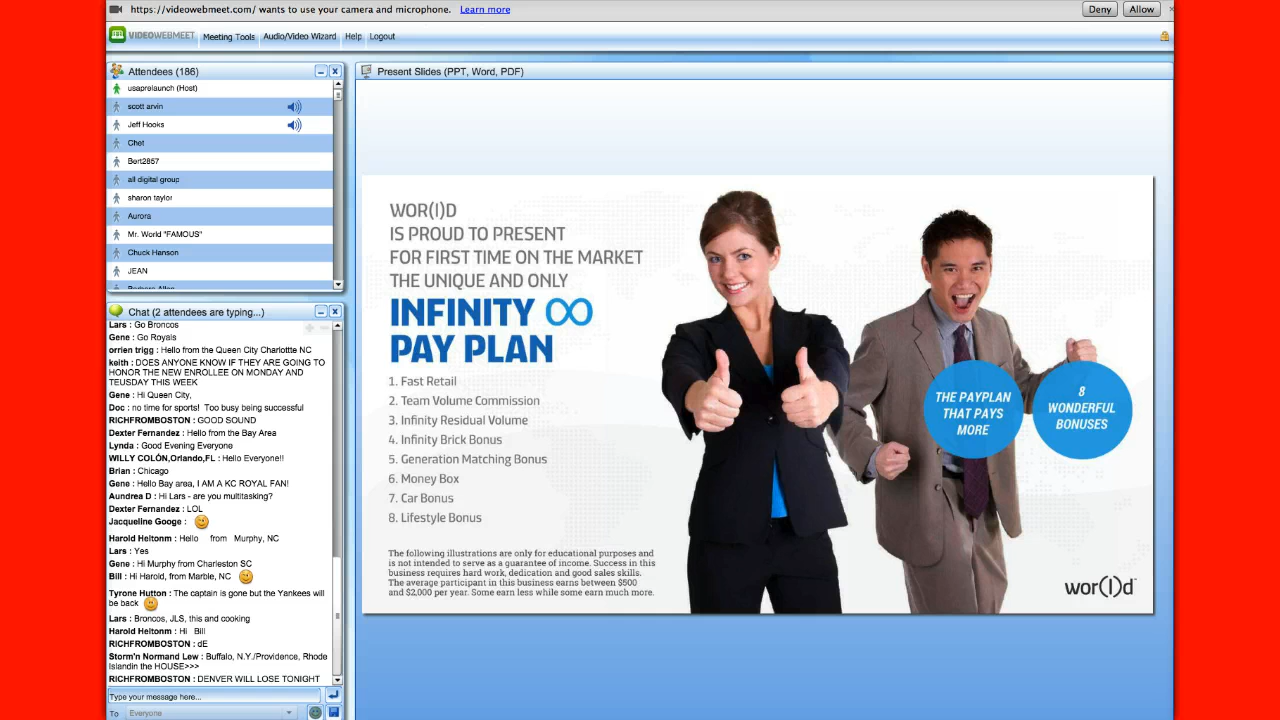 https://videowebmeet.com/ wants to use your camera and microphone. Learn more
Deny
Allow
VIDEOWEBMEET
Meeting Tools
Audio/Video Wizard
Help
Logout
Attendees (186)
usaprelaunch (Host)
scott arvin
Jeff Hooks
Chet
Bert2857
all digital group
sharon taylor
Aurora
Mr. World "FAMOUS"
Chuck Hanson
JEAN
Chat (2 attendees are typing...)
Lars : Go Broncos
Gene : Go Royals
orrien trigg : Hello from the Queen City Charlottte NC
keith : DOES ANYONE KNOW IF THEY ARE GOING TO
HONOR THE NEW ENROLLEE ON MONDAY AND
TEUSDAY THIS WEEK
Gene : Hi Queen City,
Doc : no time for sports! Too busy being successful
RICHFROMBOSTON : GOOD SOUND
Dexter Fernandez : Hello from the Bay Area
Lynda : Good Evening Everyone
WILLY COLÓN,Orlando,FL : Hello Everyone!!
Brian : Chicago
Gene : Hello Bay area, I AM A KC ROYAL FAN!
Aundrea D : Hi Lars - are you multitasking?
Dexter Fernandez : LOL
Jacqueline Googe :
Harold Heltonm : Hello from Murphy, NC
Lars : Yes
Gene : Hi Murphy from Charleston SC
Bill : Hi Harold, from Marble, NC
Tyrone Hutton : The captain is gone but the Yankees will
be back
Lars : Broncos, JLS, this and cooking
Harold Heltonm : Hi Bill
RICHFROMBOSTON : dE
Storm'n Normand Lew : Buffalo, N.Y./Providence, Rhode
Islandin the HOUSE>>>
RICHFROMBOSTON : DENVER WILL LOSE TONIGHT
Type your message here...
To
Everyone
Present Slides (PPT, Word, PDF)
WOR(I)D
IS PROUD TO PRESENT
FOR FIRST TIME ON THE MARKET
THE UNIQUE AND ONLY
INFINITY ∞
PAY PLAN
1. Fast Retail
2. Team Volume Commission
3. Infinity Residual Volume
4. Infinity Brick Bonus
5. Generation Matching Bonus
6. Money Box
7. Car Bonus
8. Lifestyle Bonus
The following illustrations are only for educational purposes and
is not intended to serve as a guarantee of income. Success in this
business requires hard work, dedication and good sales skills.
The average participant in this business earns between $500
and $2,000 per year. Some earn less while some earn much more.
THE PAYPLAN
THAT PAYS
MORE
8
WONDERFUL
BONUSES
wor(l)d